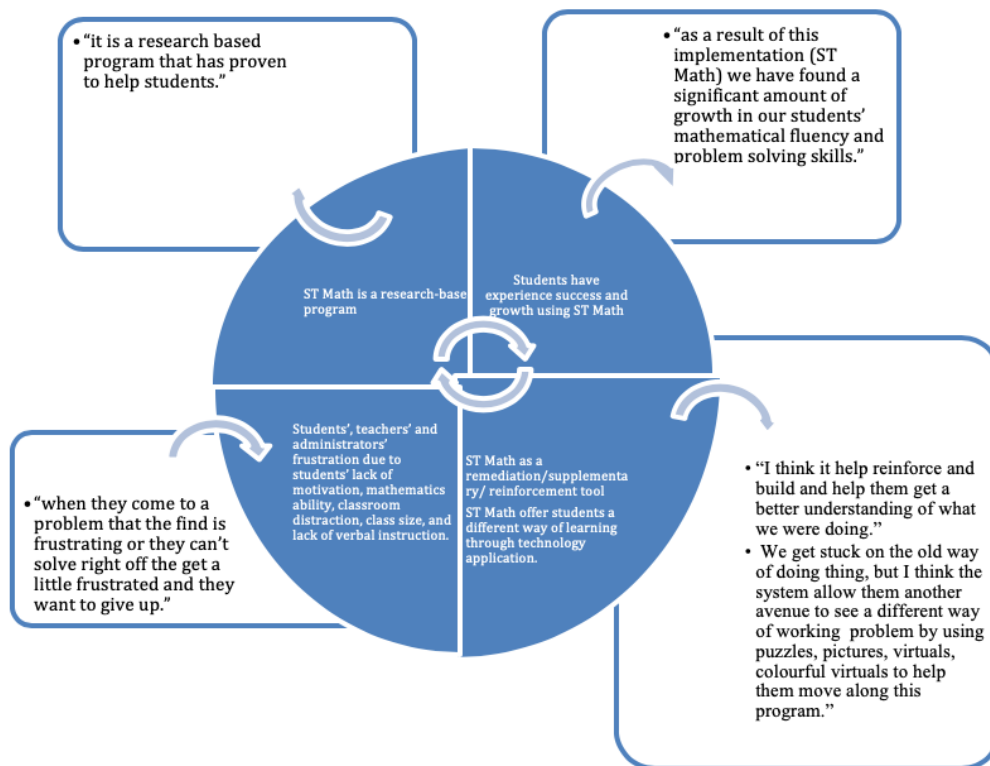 • “it is a research based
program that has proven
to help students.”
• “as a result of this
implementation (ST
Math) we have found a
significant amount of
growth in our students’
mathematical fluency and
problem solving skills.”
ST Math is a research-base
program
Students have
experience success and
growth using ST Math
Students’, teachers’ and
administrators’
frustration due to
students’ lack of
motivation, mathematics
ability, classroom
distraction, class size, and
lack of verbal instruction.
ST Math as a
remediation/supplementa
ry/ reinforcement tool
ST Math offer students a
different way of learning
through technology
application.
• “when they come to a
problem that the find is
frustrating or they can’t
solve right off the get a
little frustrated and they
want to give up.”
• “I think it help reinforce and
build and help them get a
better understanding of what
we were doing.”
• We get stuck on the old way
of doing thing, but I think the
system allow them another
avenue to see a different way
of working problem by using
puzzles, pictures, virtuals,
colourful virtuals to help
them move along this
program.”